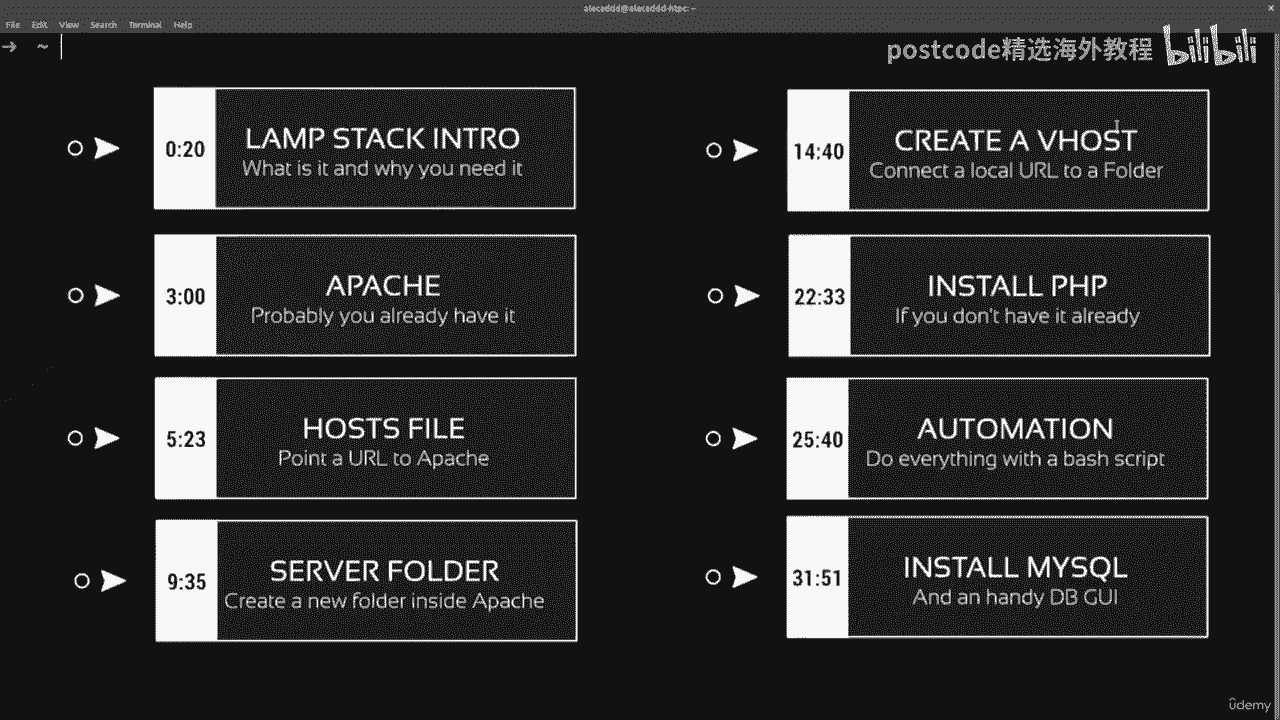 alecaddd@alecaddd-htpc: ~
File Edit View Search Terminal Help
→ ~
postcode精选海外教程 bilibili
0:20
LAMP STACK INTRO
What is it and why you need it
3:00
APACHE
Probably you already have it
5:23
HOSTS FILE
Point a URL to Apache
9:35
SERVER FOLDER
Create a new folder inside Apache
14:40
CREATE A VHOST
Connect a local URL to a Folder
22:33
INSTALL PHP
If you don't have it already
25:40
AUTOMATION
Do everything with a bash script
31:51
INSTALL MYSQL
And an handy DB GUI
ûdemy